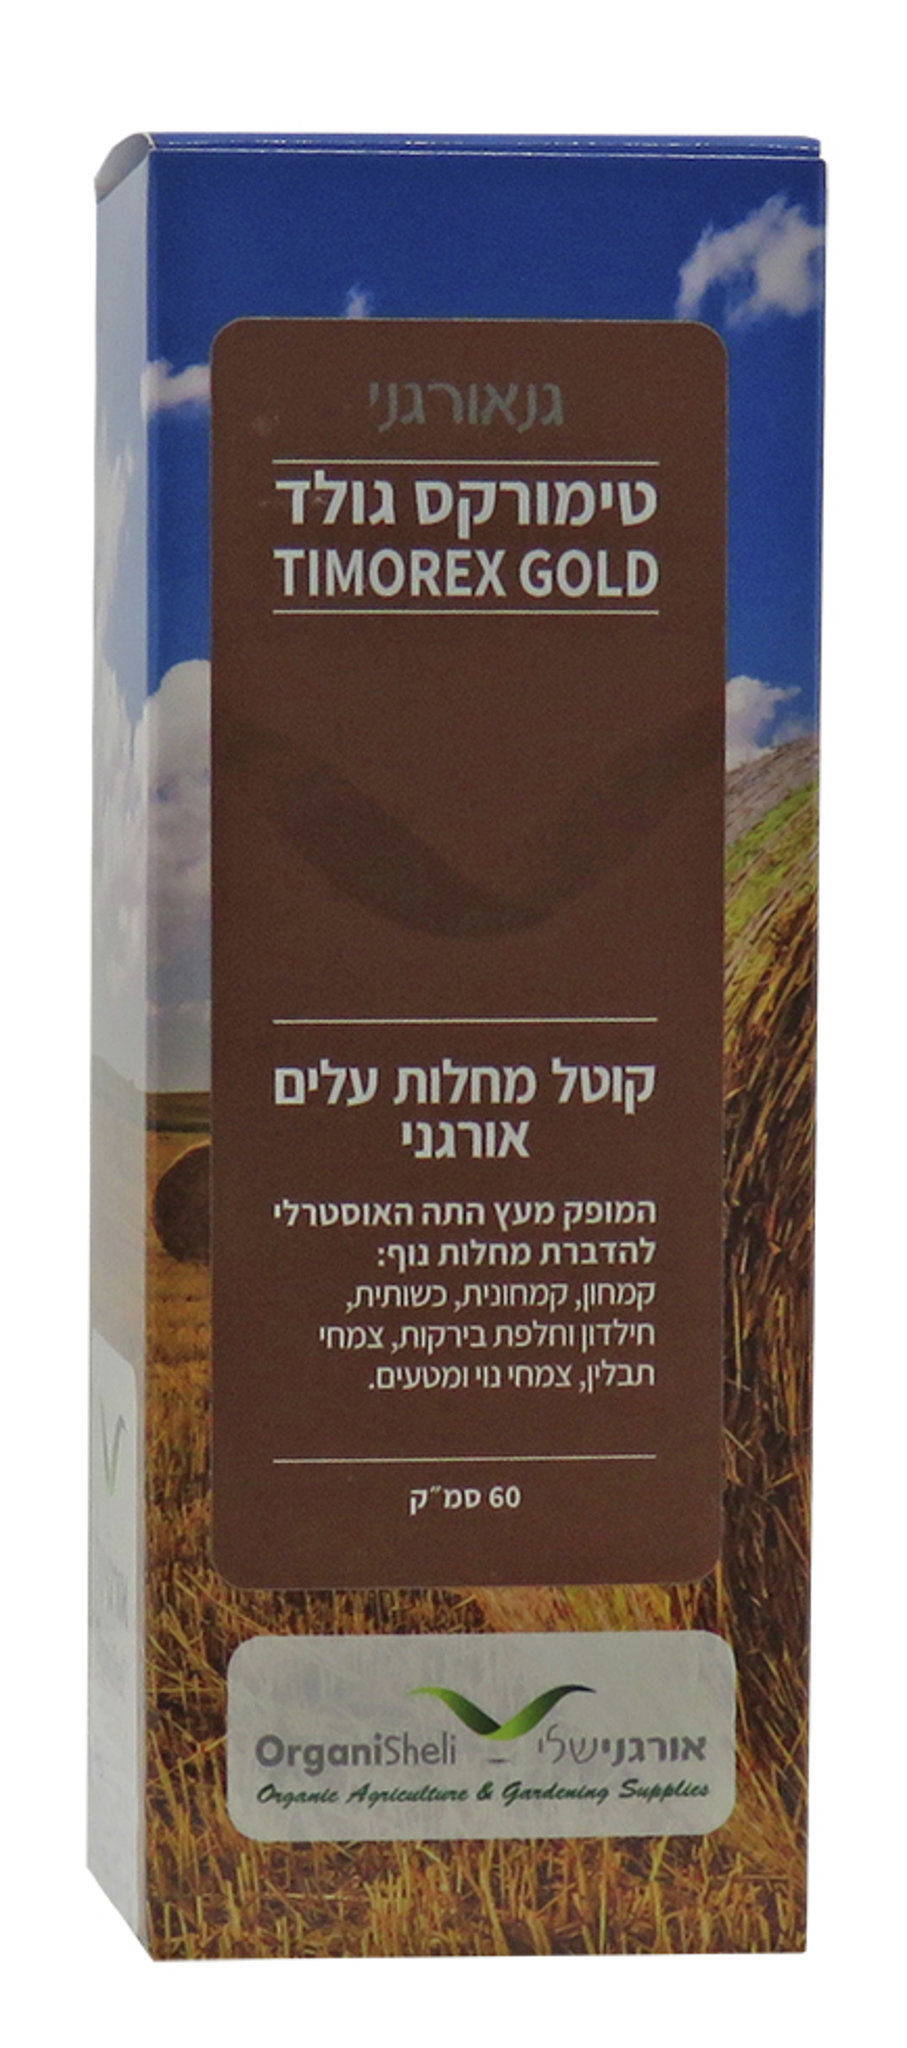 גנאורגני
טימורקס גולד
TIMOREX GOLD
קוטל מחלות עלים
אורגני
המופק מעץ התה האוסטרלי
להדברת מחלות נוף:
קמחון, קמחונית, כשותית,
חילדון וחלפת בירקות, צמחי
תבלין, צמחי נוי ומטעים.
60 סמ״ק
OrganiSheli אורגנישלי
Organic Agriculture & Gardening Supplies